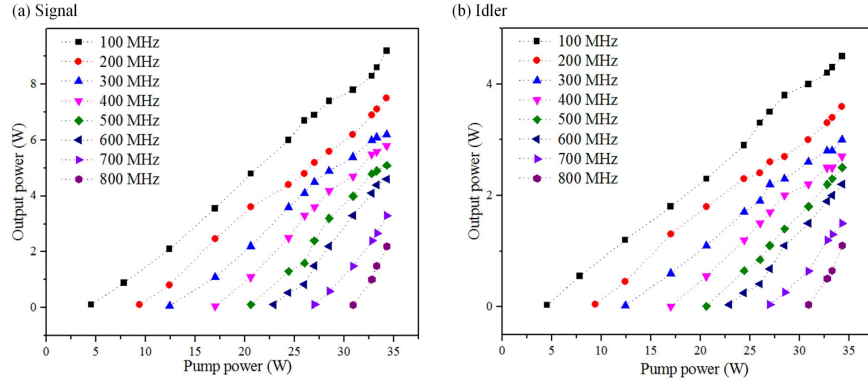 (a) Signal
100 MHz
200 MHz
300 MHz
400 MHz
500 MHz
600 MHz
700 MHz
800 MHz
8
6
4
2
0
Output power (W)
0 5 10 15 20 25 30 35
Pump power (W)
(b) Idler
100 MHz
200 MHz
300 MHz
400 MHz
500 MHz
600 MHz
700 MHz
800 MHz
4
2
0
Output power (W)
0 5 10 15 20 25 30 35
Pump power (W)